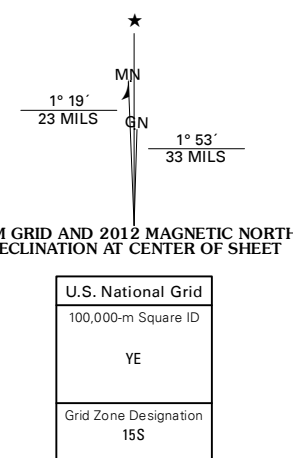 ★
MN
1° 19´
23 MILS
GN
1° 53´
33 MILS
M GRID AND 2012 MAGNETIC NORTH
ECLINATION AT CENTER OF SHEET
U.S. National Grid
100,000-m Square ID
YE
Grid Zone Designation
15S